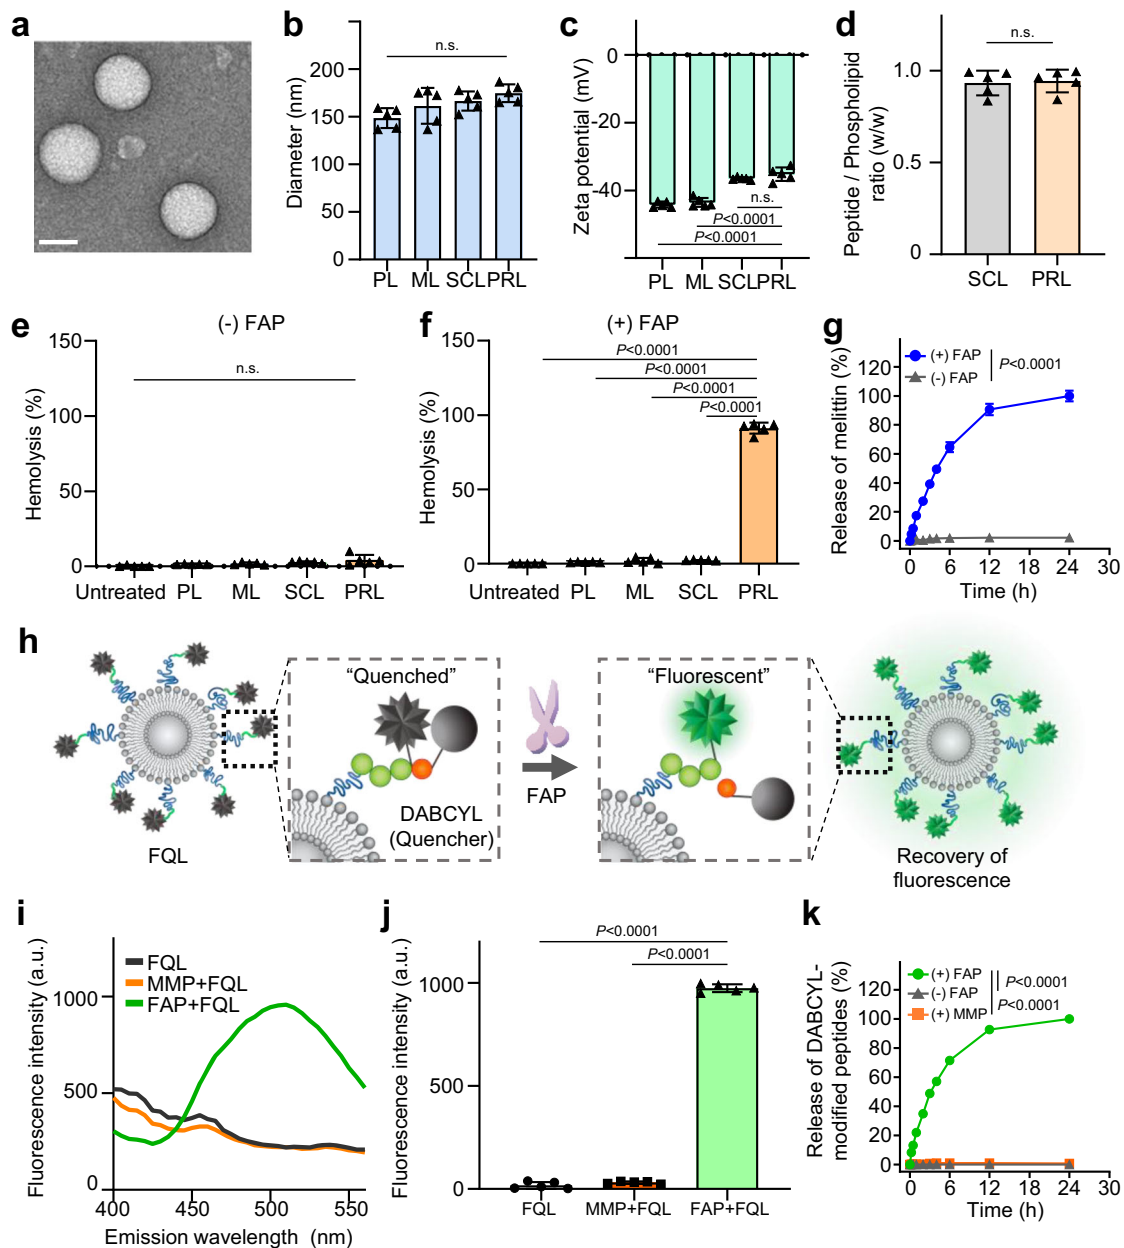 a
b
n.s.
200
150
100
50
0
Diameter (nm)
PL ML SCL PRL
c
0
−20
−40
Zeta potential (mV)
n.s.
P<0.0001
P<0.0001
PL ML SCL PRL
d
n.s.
1.0
0.5
0
Peptide / Phospholipid
ratio (w/w)
SCL PRL
e
(-) FAP
150
100
50
0
Hemolysis (%)
n.s.
Untreated PL ML SCL PRL
f
(+) FAP
150
100
50
0
Hemolysis (%)
P<0.0001
P<0.0001
P<0.0001
P<0.0001
Untreated PL ML SCL PRL
g
(+) FAP
(-) FAP
P<0.0001
120
100
80
60
40
20
0
Release of melittin (%)
0 6 12 18 24 30
Time (h)
h
FQL
“Quenched”
DABCYL
(Quencher)
FAP
“Fluorescent”
Recovery of
fluorescence
i
FQL
MMP+FQL
FAP+FQL
1000
500
0
Fluorescence intensity (a.u.)
400 450 500 550
Emission wavelength (nm)
j
P<0.0001
P<0.0001
1000
500
0
Fluorescence intensity (a.u.)
FQL MMP+FQL FAP+FQL
k
(+) FAP
(-) FAP
(+) MMP
P<0.0001
P<0.0001
120
100
80
60
40
20
0
Release of DABCYL-
modified peptides (%)
0 6 12 18 24 30
Time (h)